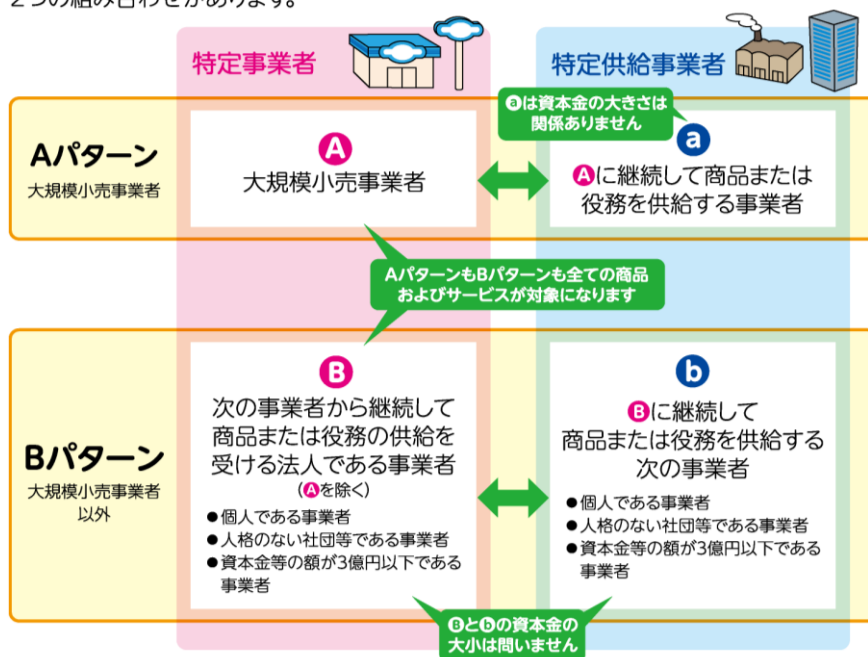 2つの組み合わせがあります。
特定事業者
特定供給事業者
ⓐは資本金の大きさは
関係ありません
Aパターン
大規模小売事業者
Ⓐ
大規模小売事業者
ⓐ
Ⓐに継続して商品または
役務を供給する事業者
AパターンもBパターンも全ての商品
およびサービスが対象になります
Bパターン
大規模小売事業者
以外
Ⓑ
次の事業者から継続して
商品または役務の供給を
受ける法人である事業者
(Ⓐを除く)
●個人である事業者
●人格のない社団等である事業者
●資本金等の額が3億円以下である
事業者
ⓑ
Ⓑに継続して
商品または役務を供給する
次の事業者
●個人である事業者
●人格のない社団等である事業者
●資本金等の額が3億円以下である
事業者
Ⓑとⓑの資本金の
大小は問いません